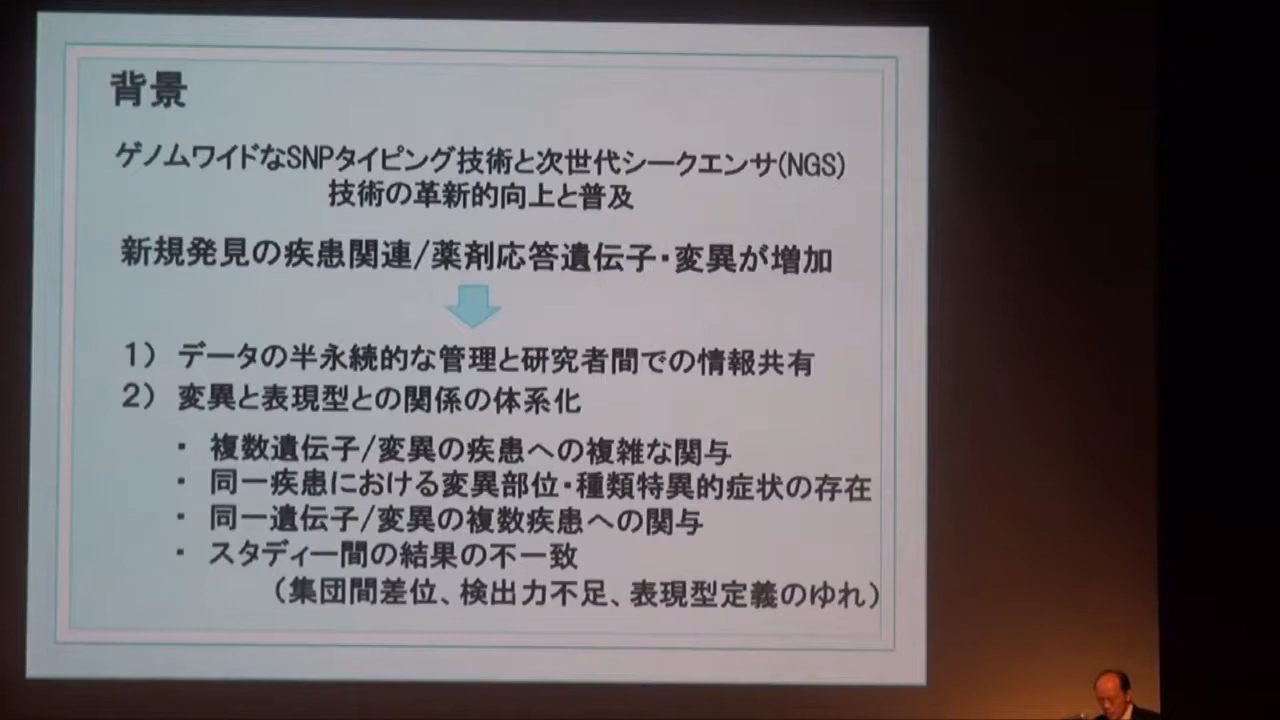 背景
ゲノムワイドなSNPタイピング技術と次世代シークエンサ(NGS)
技術の革新的向上と普及
新規発見の疾患関連/薬剤応答遺伝子・変異が増加
1） データの半永続的な管理と研究者間での情報共有
2） 変異と表現型との関係の体系化
・ 複数遺伝子/変異の疾患への複雑な関与
・ 同一疾患における変異部位・種類特異的症状の存在
・ 同一遺伝子/変異の複数疾患への関与
・ スタディー間の結果の不一致
（集団間差位、検出力不足、表現型定義のゆれ）